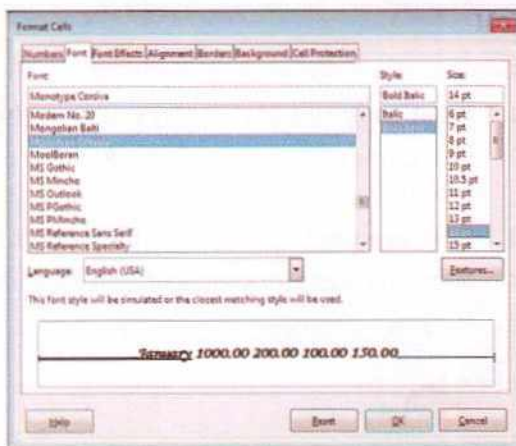 Format Cells
Numbers Font Font Effects Alignment Borders Background Cell Protection
Font: Style: Size:
Monotype Corsiva Bold Italic 14 pt
Modern No. 20 Italic 6 pt
Mongolian Baiti 7 pt
8 pt
MoolBoran 9 pt
MS Gothic 10 pt
MS Mincho 10.5 pt
MS Outlook 11 pt
MS PGothic 12 pt
MS PMincho 13 pt
MS Reference Sans Serif
MS Reference Specialty 15 pt
Language: English (USA) Features...
This font style will be simulated or the closest matching style will be used.
January 1000.00 200.00 100.00 150.00
Help Reset OK Cancel